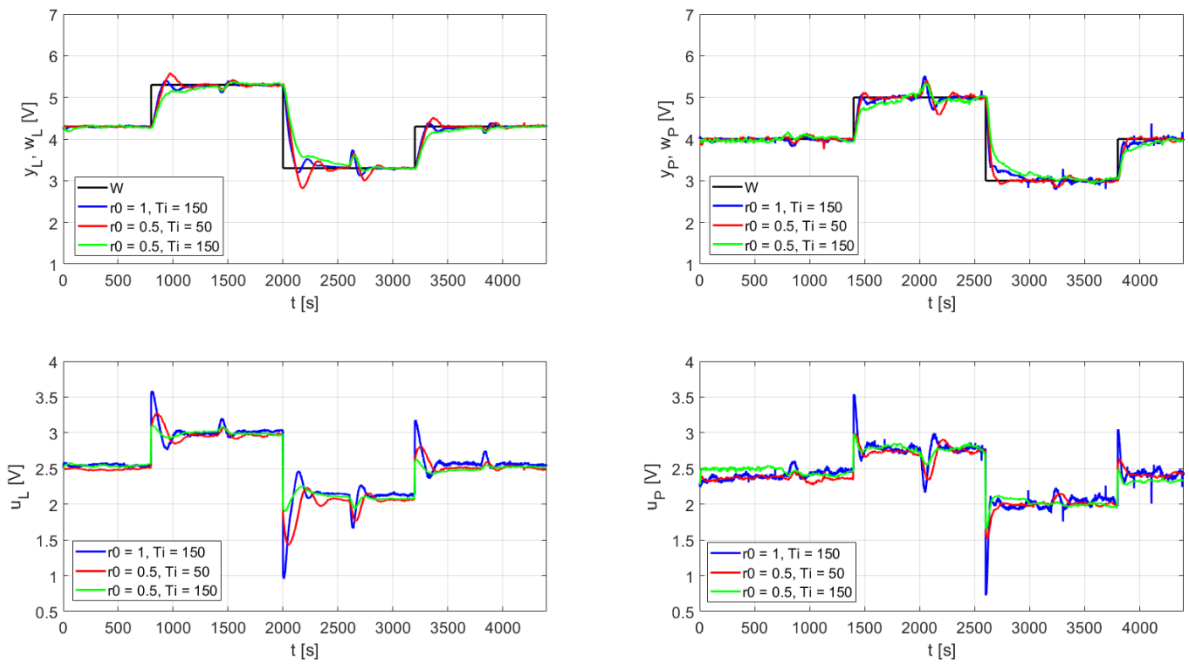 7
6
5
4
3
2
1
y_L, w_L [V]
W
r0 = 1, Ti = 150
r0 = 0.5, Ti = 50
r0 = 0.5, Ti = 150
0 500 1000 1500 2000 2500 3000 3500 4000
t [s]
7
6
5
4
3
2
1
y_P, w_P [V]
W
r0 = 1, Ti = 150
r0 = 0.5, Ti = 50
r0 = 0.5, Ti = 150
0 500 1000 1500 2000 2500 3000 3500 4000
t [s]
4
3.5
3
2.5
2
1.5
1
0.5
u_L [V]
r0 = 1, Ti = 150
r0 = 0.5, Ti = 50
r0 = 0.5, Ti = 150
0 500 1000 1500 2000 2500 3000 3500 4000
t [s]
4
3.5
3
2.5
2
1.5
1
0.5
u_P [V]
r0 = 1, Ti = 150
r0 = 0.5, Ti = 50
r0 = 0.5, Ti = 150
0 500 1000 1500 2000 2500 3000 3500 4000
t [s]